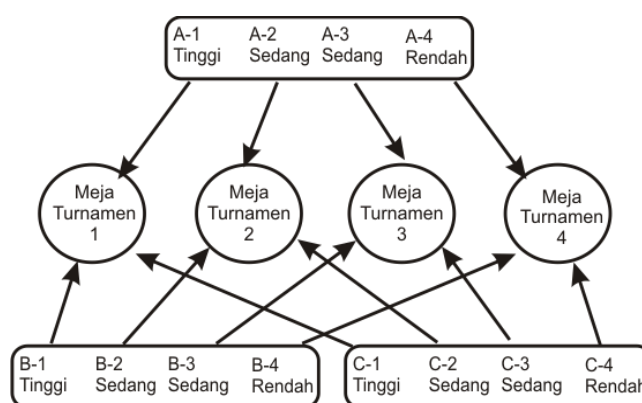 A-1 A-2 A-3 A-4
Tinggi Sedang Sedang Rendah
Meja Turnamen 1
Meja Turnamen 2
Meja Turnamen 3
Meja Turnamen 4
B-1 B-2 B-3 B-4
Tinggi Sedang Sedang Rendah
C-1 C-2 C-3 C-4
Tinggi Sedang Sedang Rendah